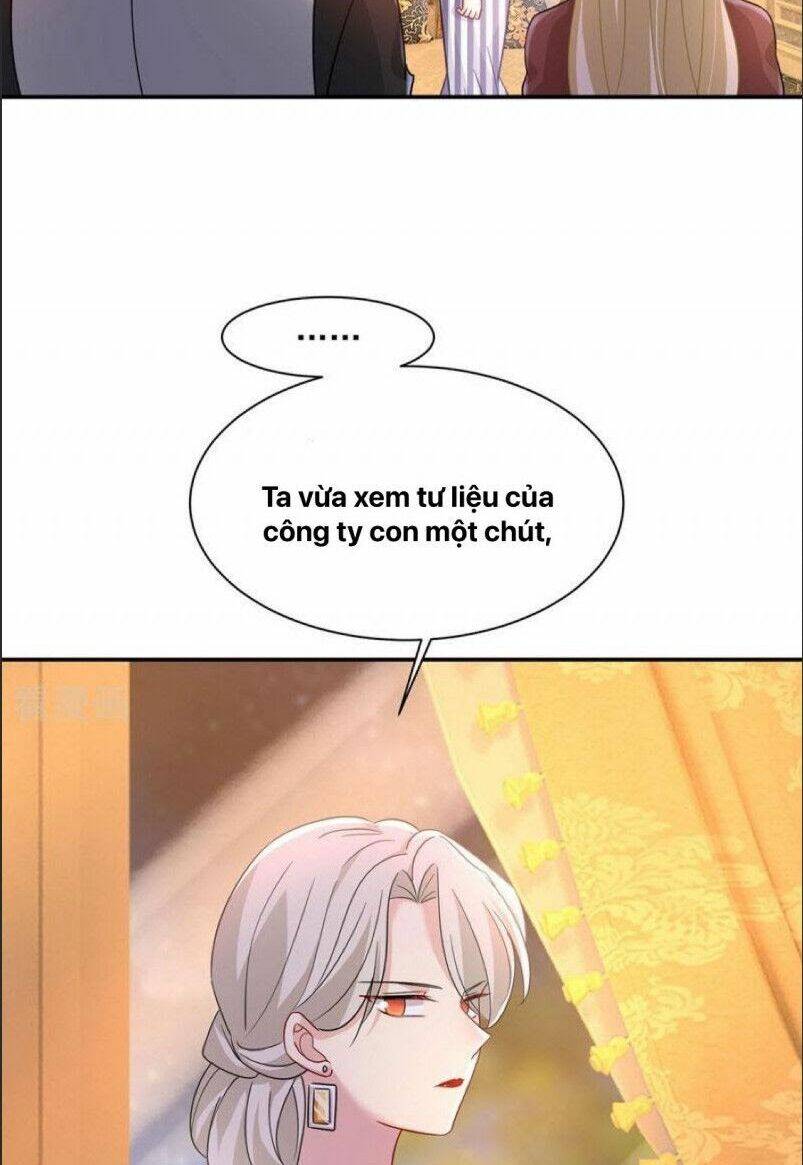 ......
Ta vừa xem tư liệu của
công ty con một chút,